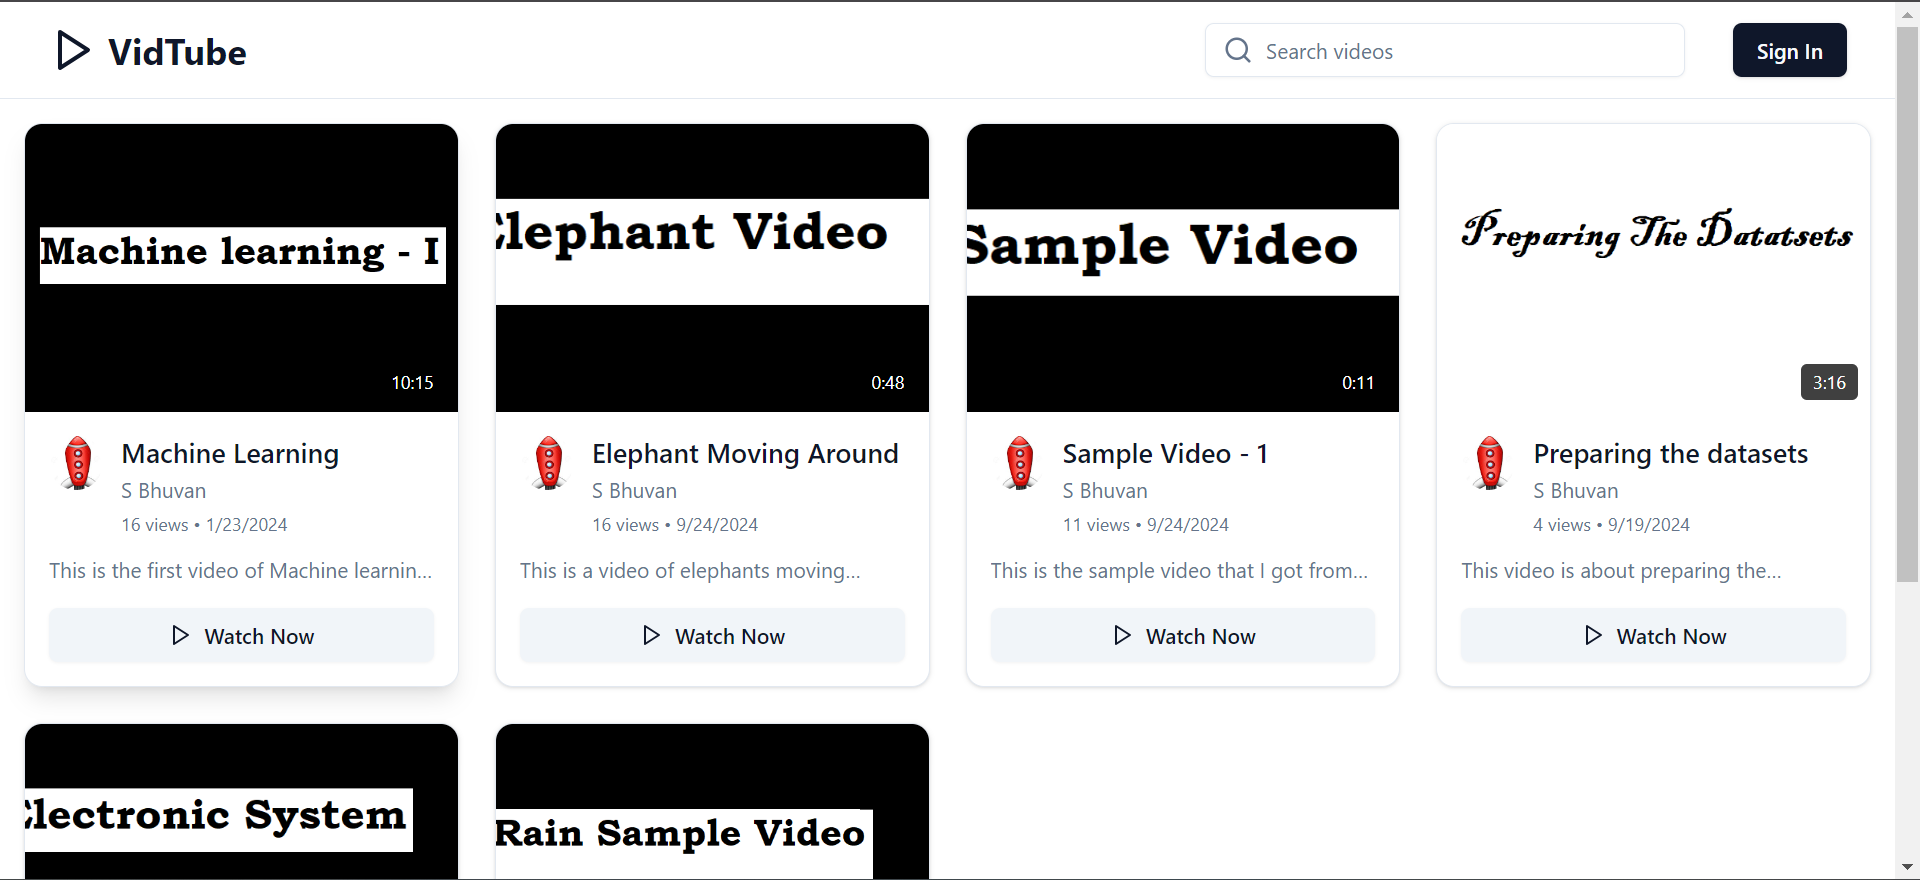 VidTube
Search videos
Sign In
Machine learning - I
10:15
Machine Learning
S Bhuvan
16 views • 1/23/2024
This is the first video of Machine learnin...
Watch Now
Elephant Video
0:48
Elephant Moving Around
S Bhuvan
16 views • 9/24/2024
This is a video of elephants moving...
Watch Now
Sample Video
0:11
Sample Video - 1
S Bhuvan
11 views • 9/24/2024
This is the sample video that I got from...
Watch Now
Preparing The Datatsets
3:16
Preparing the datasets
S Bhuvan
4 views • 9/19/2024
This video is about preparing the...
Watch Now
Electronic System
Rain Sample Video